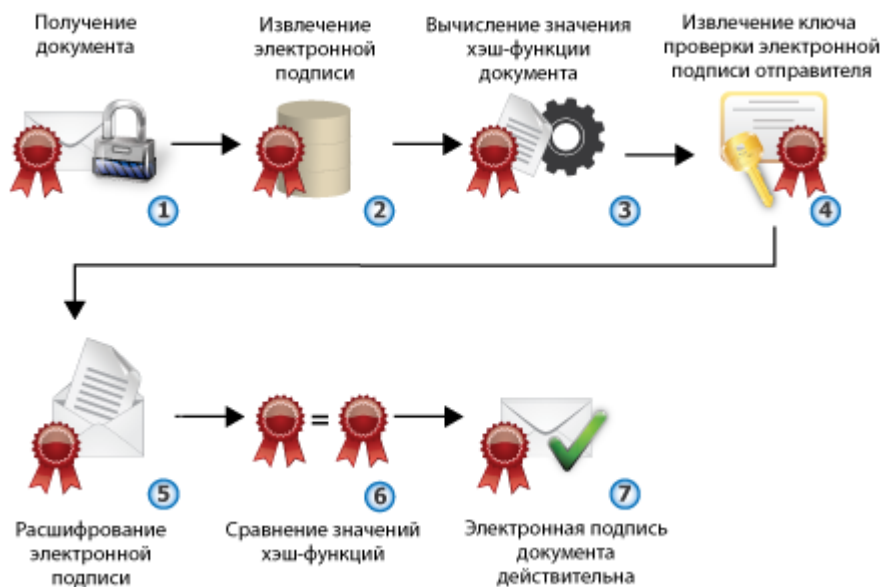 Получение
документа
1
Извлечение
электронной
подписи
2
Вычисление значения
хэш-функции
документа
3
Извлечение ключа
проверки электронной
подписи отправителя
4
5
Расшифрование
электронной
подписи
=
6
Сравнение значений
хэш-функций
7
Электронная подпись
документа
действительна